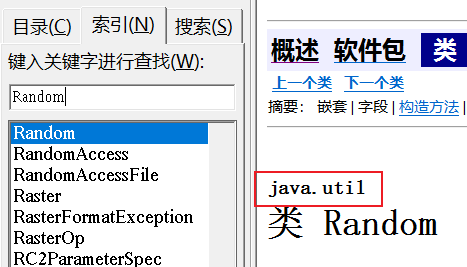 目录(C) 索引(N) 搜索(S)
键入关键字进行查找(W):
Random
Random
RandomAccess
RandomAccessFile
Raster
RasterFormatException
RasterOp
RC2ParameterSpec
概述 软件包 类
上一个类 下一个类
摘要: 嵌套 | 字段 | 构造方法 |
java.util
类 Random